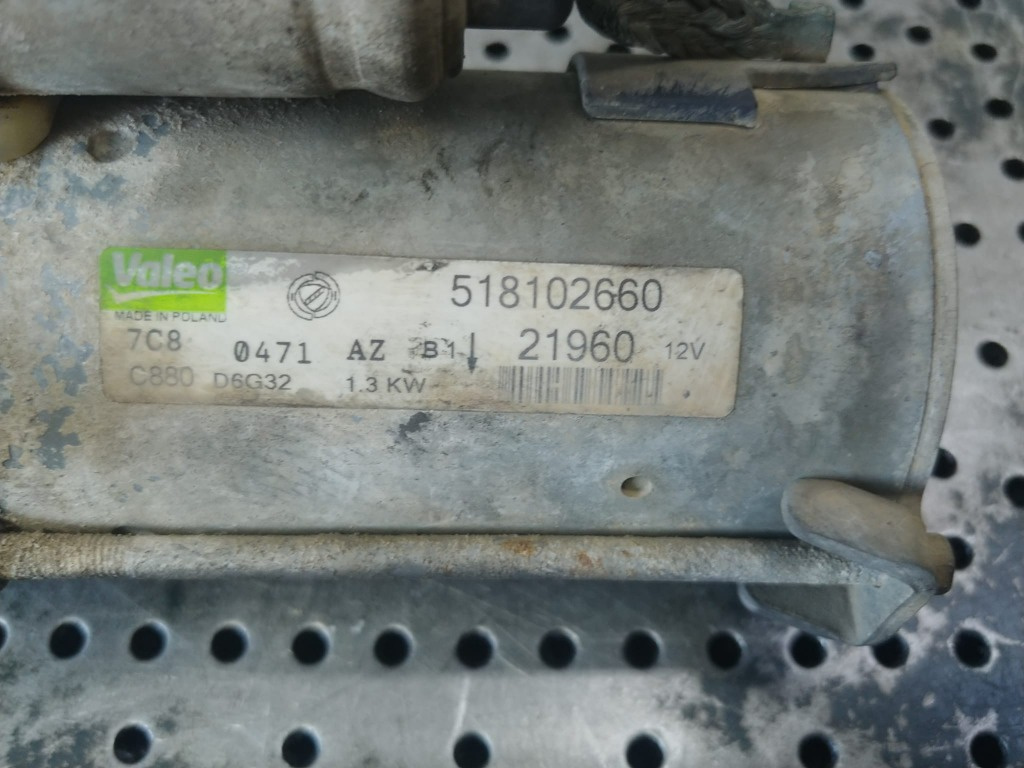 Valeo
MADE IN POLAND
518102660
7C8 0471 AZ B1 21960 12V
C880 D6G32 1.3 KW